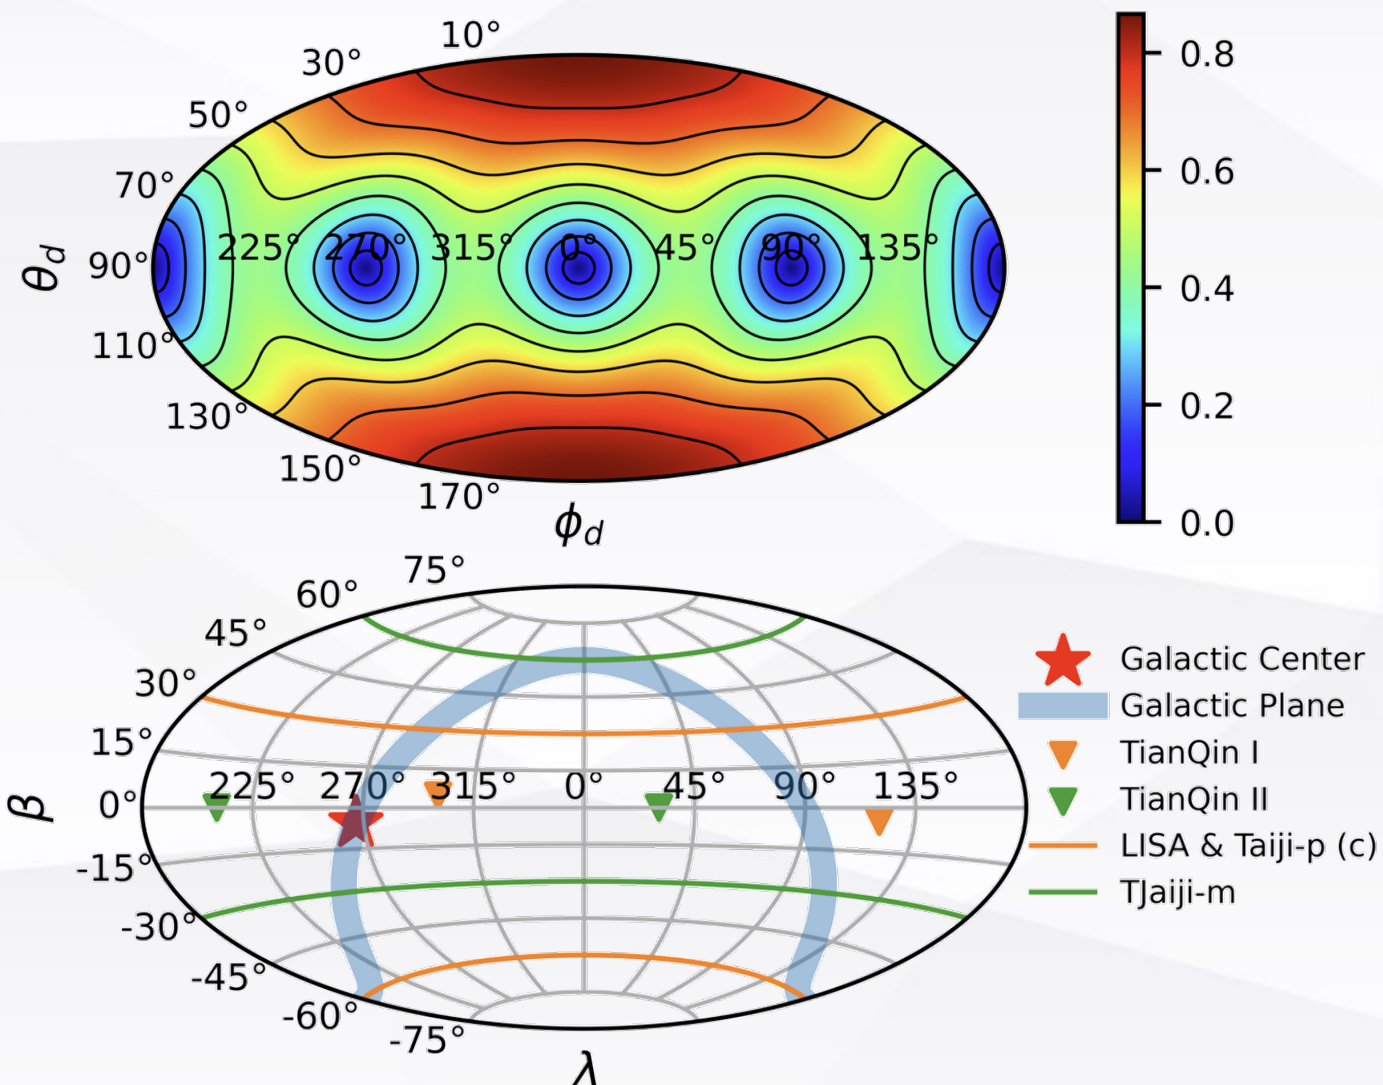 10°
30°
50°
70°
90°
110°
130°
150°
170°
θd
225° 270° 315° 0° 45° 90° 135°
ϕd
0.8
0.6
0.4
0.2
0.0
75°
60°
45°
30°
15°
0°
-15°
-30°
-45°
-60°
-75°
β
225° 270° 315° 0° 45° 90° 135°
λ
Galactic Center
Galactic Plane
TianQin I
TianQin II
LISA & Taiji-p (c)
TJaiji-m